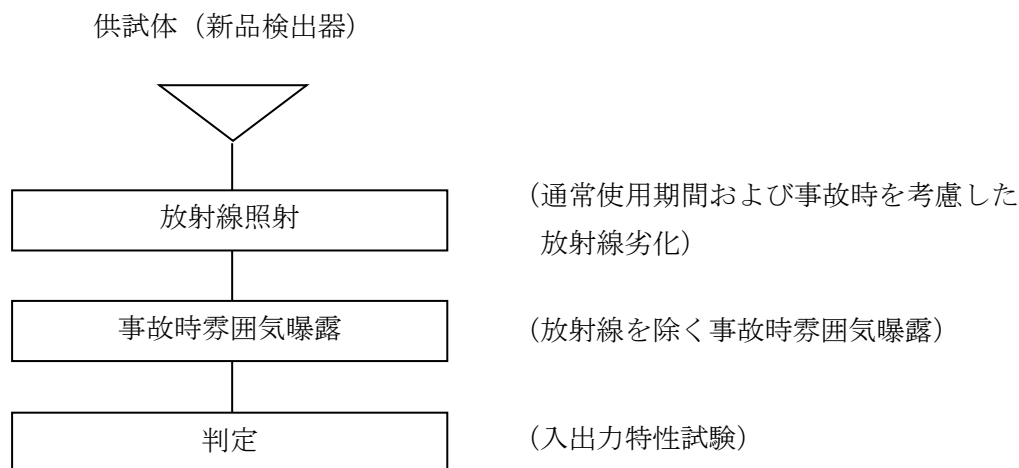 供試体（新品検出器）
放射線照射
（通常使用期間および事故時を考慮した
放射線劣化）
事故時雰囲気曝露
（放射線を除く事故時雰囲気曝露）
判定
（入出力特性試験）